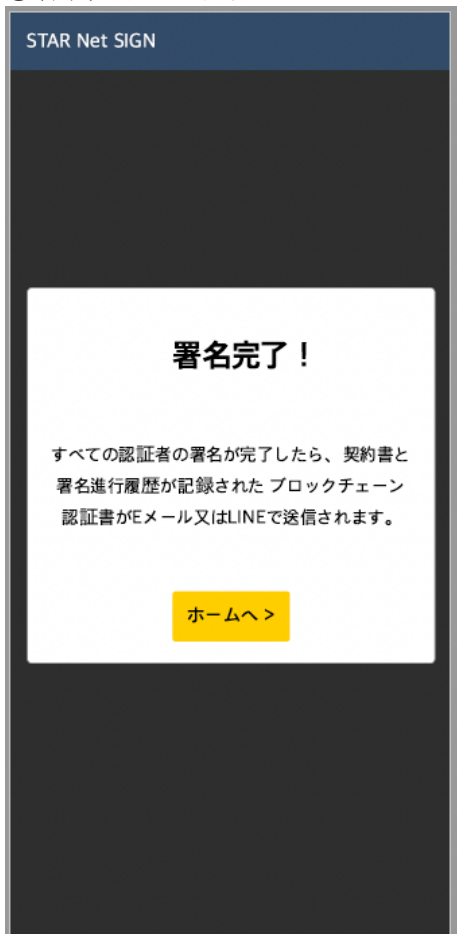 STAR Net SIGN
署名完了！
すべての認証者の署名が完了したら、契約書と
署名進行履歴が記録された ブロックチェーン
認証書がEメール又はLINEで送信されます。
ホームへ >